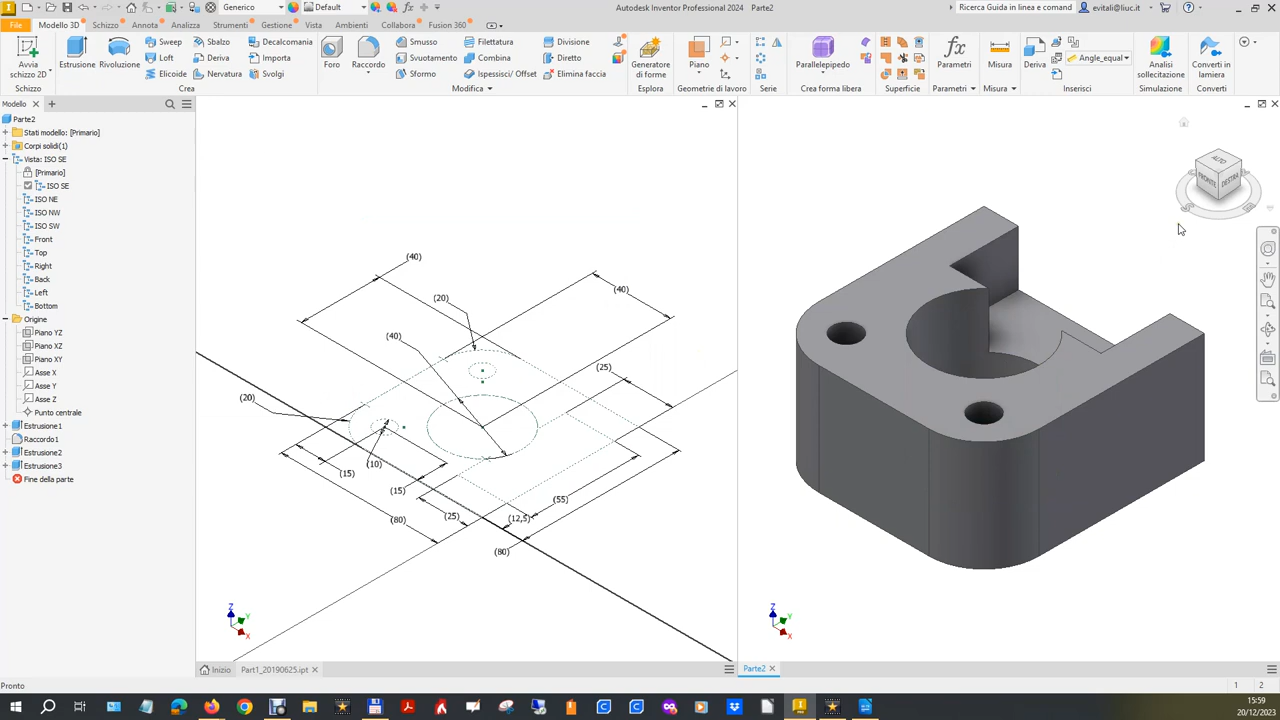 PRO Generico Default Autodesk Inventor Professional 2024 Parte2 Ricerca Guida in linea e comand evitali@liuc.it
File Modello 3D Schizzo Annota Analizza Strumenti Gestione Vista Ambienti Collabora Fusion 360
Avvia schizzo 2D
Estrusione
Rivoluzione
Sweep
Loft
Elicoide
Sbalzo
Deriva
Nervatura
Decalcomania
Importa
Svolgi
Foro
Raccordo
Smusso
Svuotamento
Sformo
Filettatura
Combina
Ispessisci/ Offset
Divisione
Diretto
Elimina faccia
Generatore di forme
Piano
Parallelepipedo
Parametri
Misura
Deriva
Angle_equal
Analisi sollecitazione
Converti in lamiera
Schizzo Crea Modifica Esplora Geometrie di lavoro Serie Crea forma libera Superficie Parametri Misura Inserisci Simulazione Converti
Modello
Parte2
Stati modello: [Primario]
Corpi solidi(1)
Vista: ISO SE
[Primario]
ISO SE
ISO NE
ISO NW
ISO SW
Front
Top
Right
Back
Left
Bottom
Origine
Piano YZ
Piano XZ
Piano XY
Asse X
Asse Y
Asse Z
Punto centrale
Estrusione1
Raccordo1
Estrusione2
Estrusione3
Fine della parte
(40)
(20)
(40)
(40)
(25)
(20)
(10)
(15)
(15)
(25)
(80)
(12,5)
(55)
(80)
Z
Y
X
Z
Y
X
ALTO
FRONTE
DESTRA
Inizio Part1_20190625.ipt Parte2
Pronto 1 2
15:59
20/12/2023